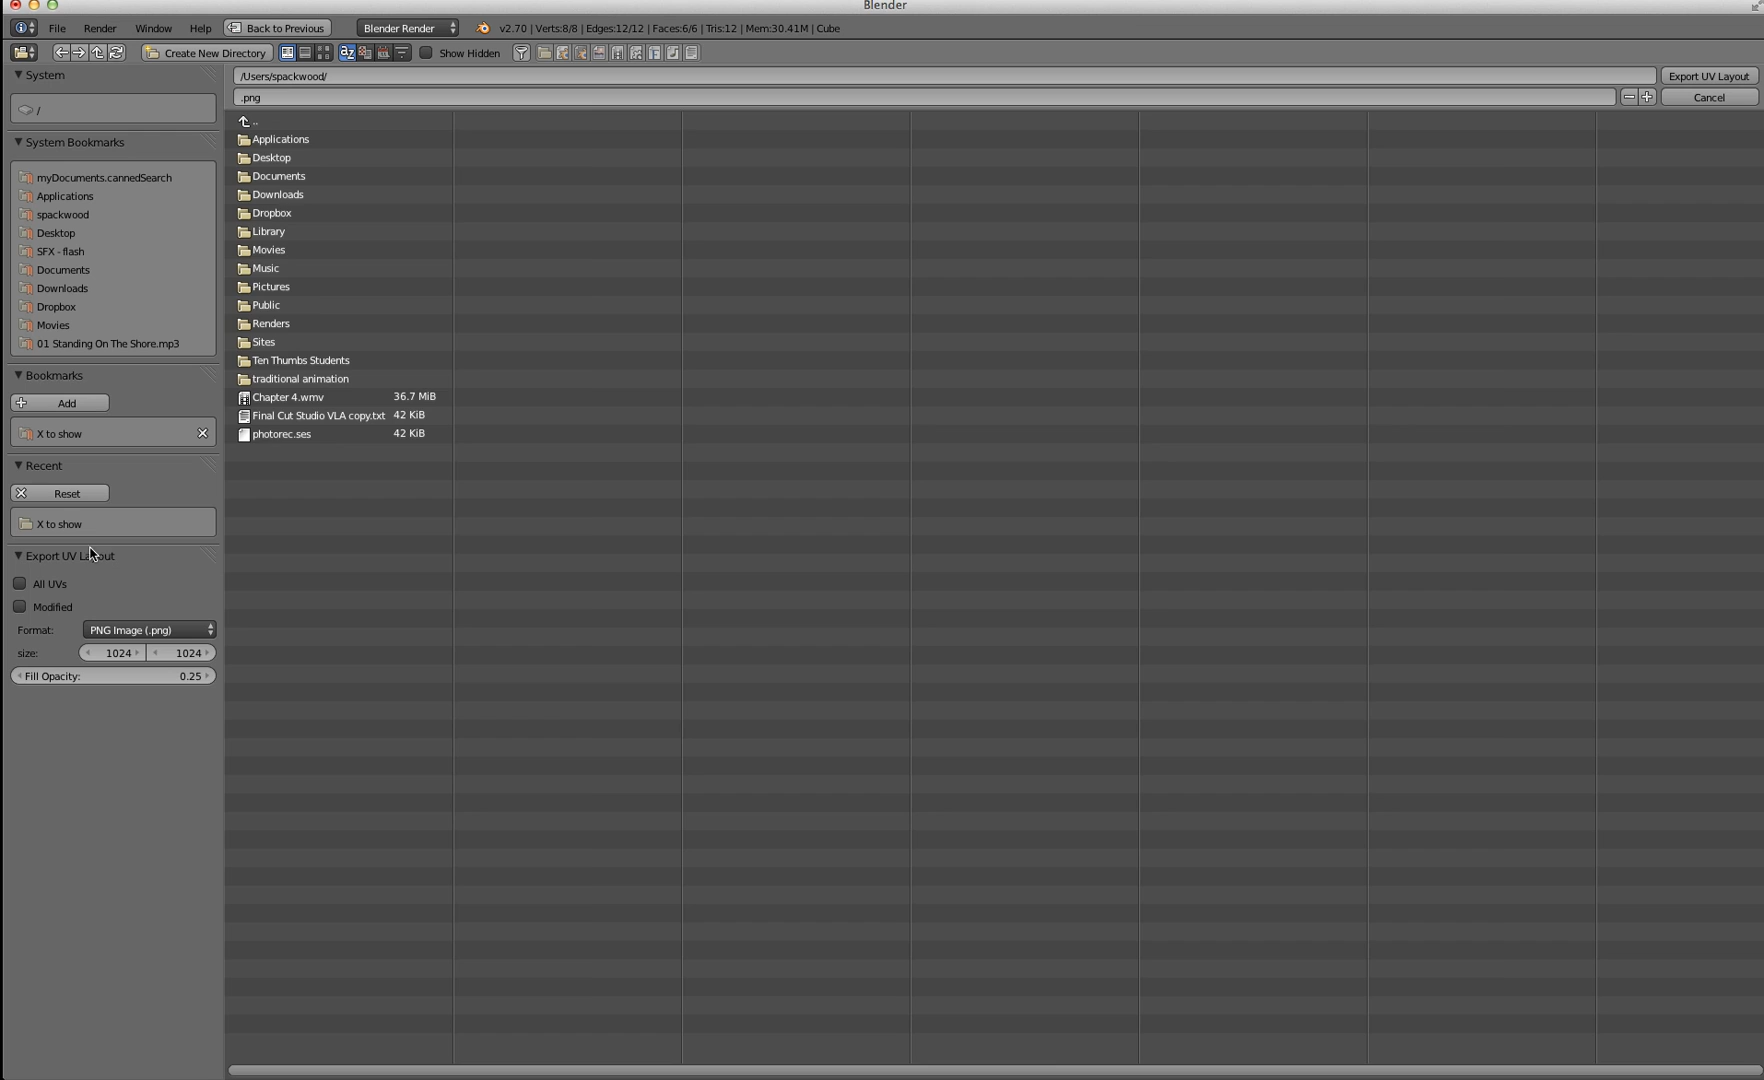 Blender
File Render Window Help Back to Previous Blender Render v2.70 | Verts:8/8 | Edges:12/12 | Faces:6/6 | Tris:12 | Mem:30.41M | Cube
Create New Directory Show Hidden
System
/
System Bookmarks
myDocuments.cannedSearch
Applications
spackwood
Desktop
SFX - flash
Documents
Downloads
Dropbox
Movies
01 Standing On The Shore.mp3
Bookmarks
Add
X to show
Recent
Reset
X to show
Export UV Layout
All UVs
Modified
Format: PNG Image (.png)
size: 1024 1024
Fill Opacity: 0.25
/Users/spackwood/ Export UV Layout
.png Cancel
..
Applications
Desktop
Documents
Downloads
Dropbox
Library
Movies
Music
Pictures
Public
Renders
Sites
Ten Thumbs Students
traditional animation
Chapter 4.wmv 36.7 MiB
Final Cut Studio VLA copy.txt 42 KiB
photorec.ses 42 KiB